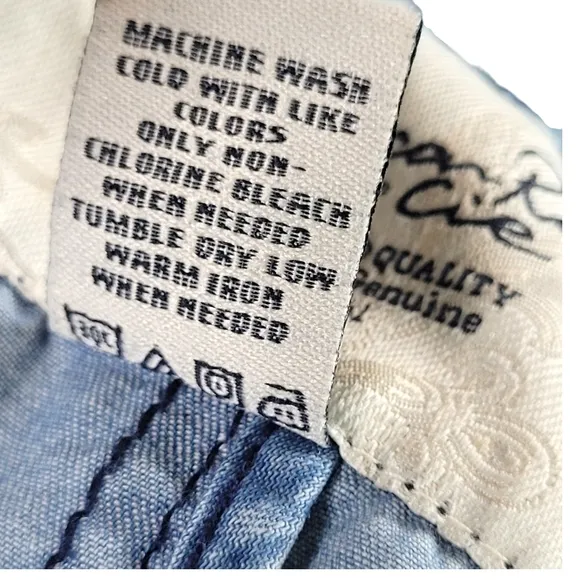 MACHINE WASH
COLD WITH LIKE
COLORS
ONLY NON-
CHLORINE BLEACH
WHEN NEEDED
TUMBLE DRY LOW
WARM IRON
WHEN NEEDED
30C
QUALITY
Genuine